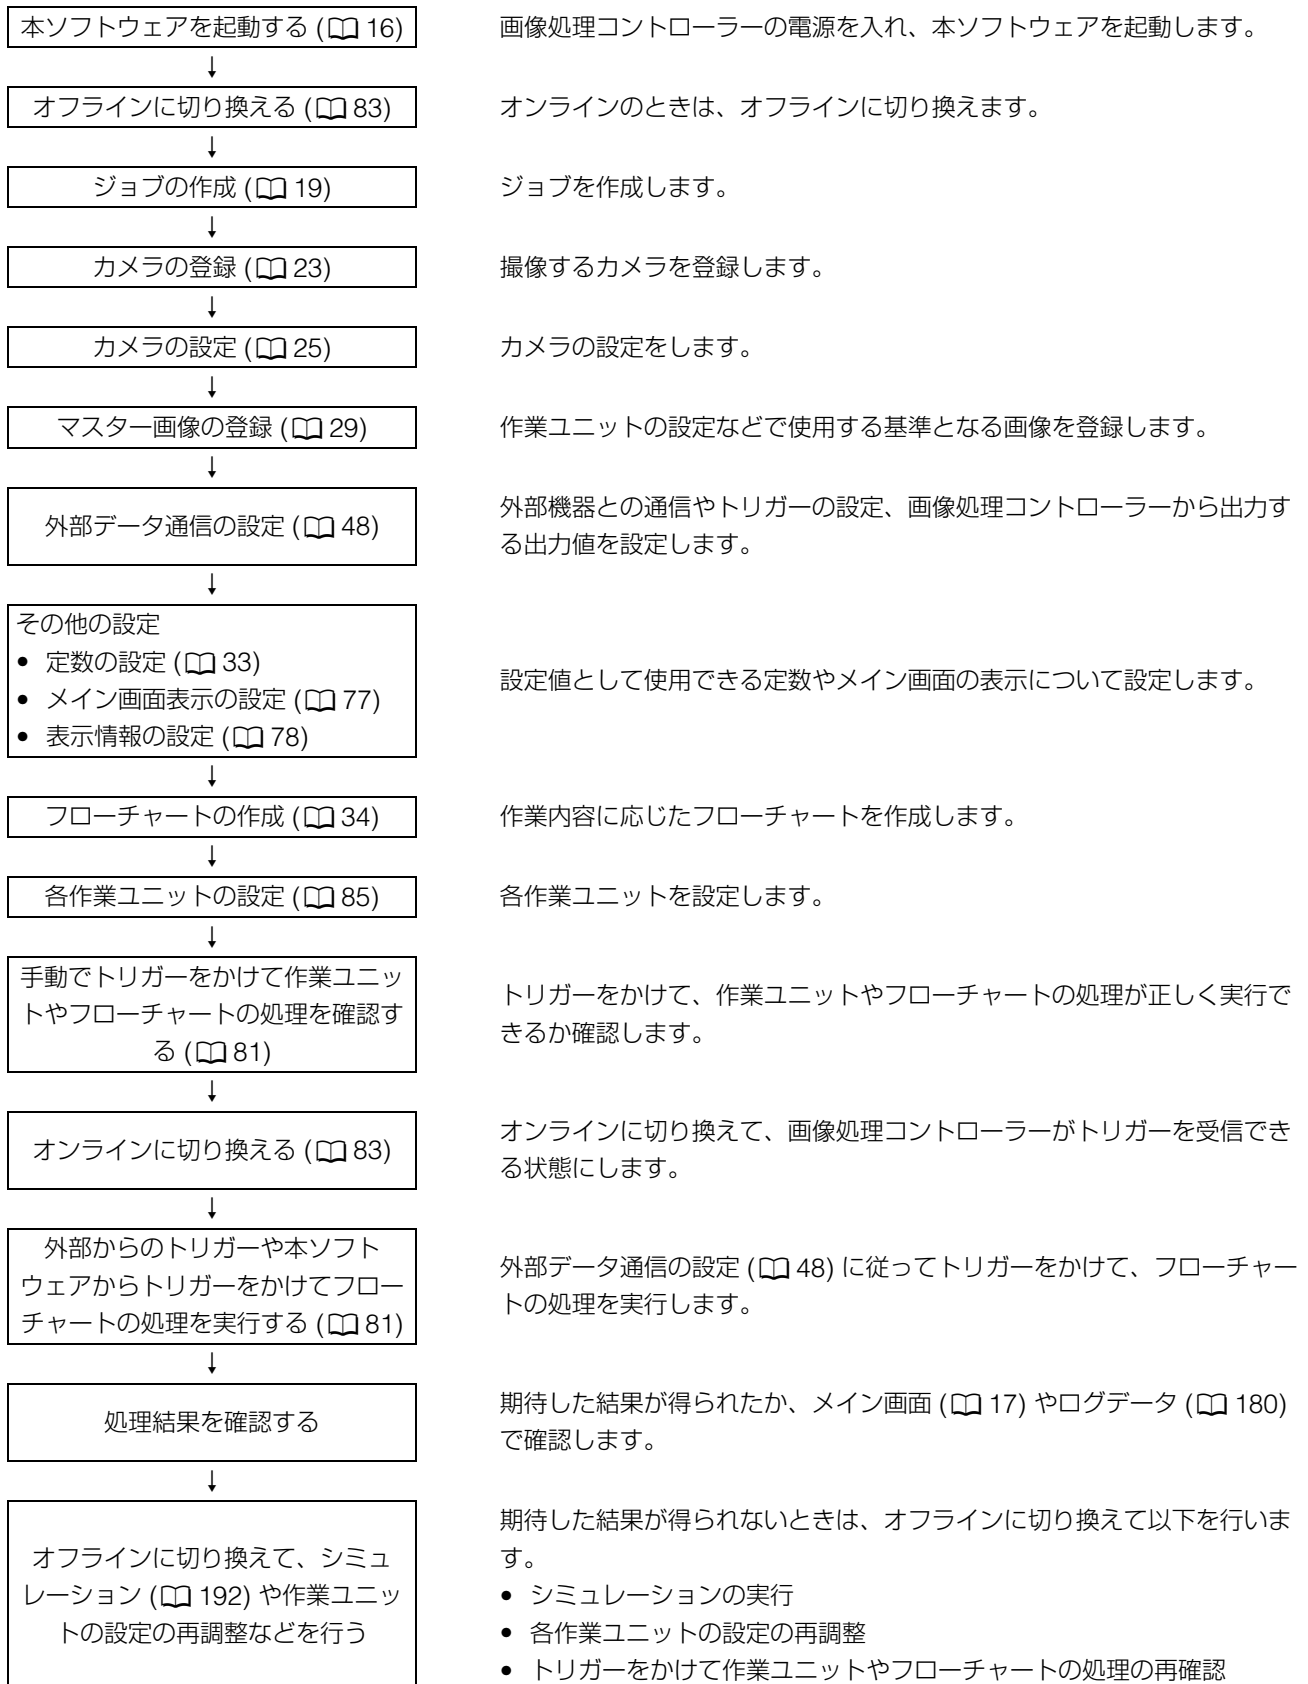 本ソフトウェアを起動する (16)
画像処理コントローラーの電源を入れ、本ソフトウェアを起動します。
↓
オフラインに切り換える (83)
オンラインのときは、オフラインに切り換えます。
↓
ジョブの作成 (19)
ジョブを作成します。
↓
カメラの登録 (23)
撮像するカメラを登録します。
↓
カメラの設定 (25)
カメラの設定をします。
↓
マスター画像の登録 (29)
作業ユニットの設定などで使用する基準となる画像を登録します。
↓
外部データ通信の設定 (48)
外部機器との通信やトリガーの設定、画像処理コントローラーから出力す
る出力値を設定します。
↓
その他の設定
• 定数の設定 (33)
• メイン画面表示の設定 (77)
• 表示情報の設定 (78)
設定値として使用できる定数やメイン画面の表示について設定します。
↓
フローチャートの作成 (34)
作業内容に応じたフローチャートを作成します。
↓
各作業ユニットの設定 (85)
各作業ユニットを設定します。
↓
手動でトリガーをかけて作業ユニッ
トやフローチャートの処理を確認す
る (81)
トリガーをかけて、作業ユニットやフローチャートの処理が正しく実行で
きるか確認します。
↓
オンラインに切り換える (83)
オンラインに切り換えて、画像処理コントローラーがトリガーを受信でき
る状態にします。
↓
外部からのトリガーや本ソフト
ウェアからトリガーをかけてフロー
チャートの処理を実行する (81)
外部データ通信の設定 (48) に従ってトリガーをかけて、フローチャー
トの処理を実行します。
↓
処理結果を確認する
期待した結果が得られたか、メイン画面 (17) やログデータ (180)
で確認します。
↓
オフラインに切り換えて、シミュ
レーション (192) や作業ユニッ
トの設定の再調整などを行う
期待した結果が得られないときは、オフラインに切り換えて以下を行いま
す。
• シミュレーションの実行
• 各作業ユニットの設定の再調整
• トリガーをかけて作業ユニットやフローチャートの処理の再確認